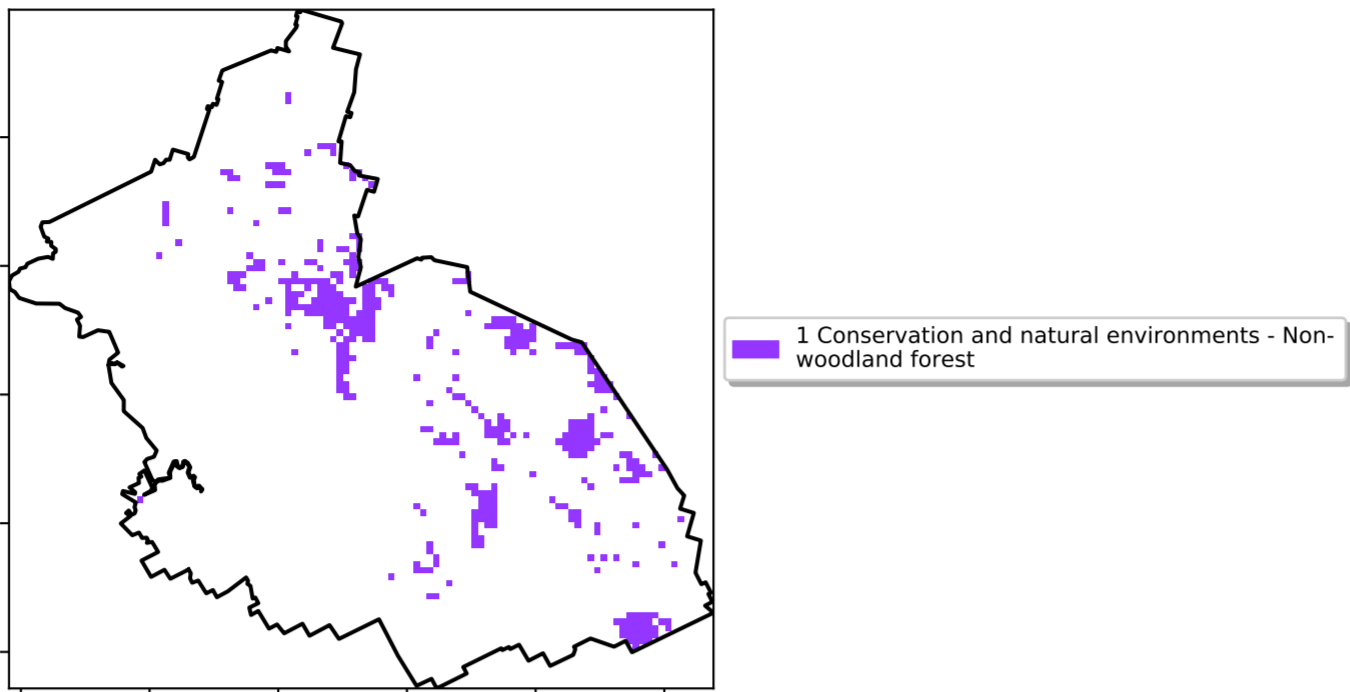 1 Conservation and natural environments - Non-
woodland forest